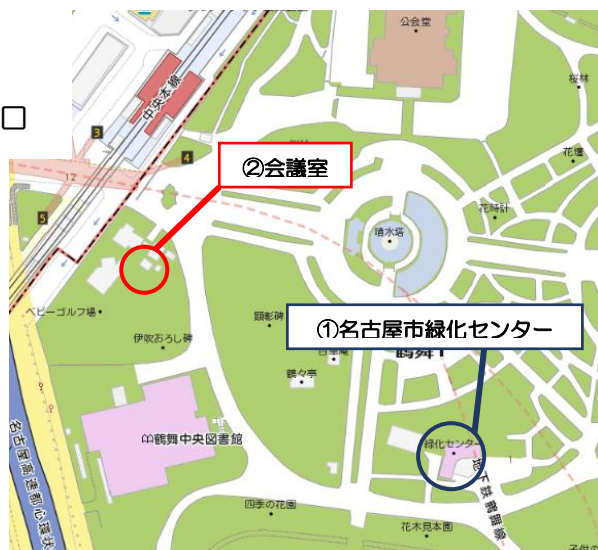 公会堂
中央本線
桜林
3
4
②会議室
花壇
12
花時計
5
噴水塔
ベビーゴルフ場
顕彰碑
①名古屋市緑化センター
伊吹おろし碑
鶴舞
鶴々亭
鶴舞中央図書館
緑化センター
地下鉄鶴舞線
名古屋高速都心環状
四季の花園
花木見本園